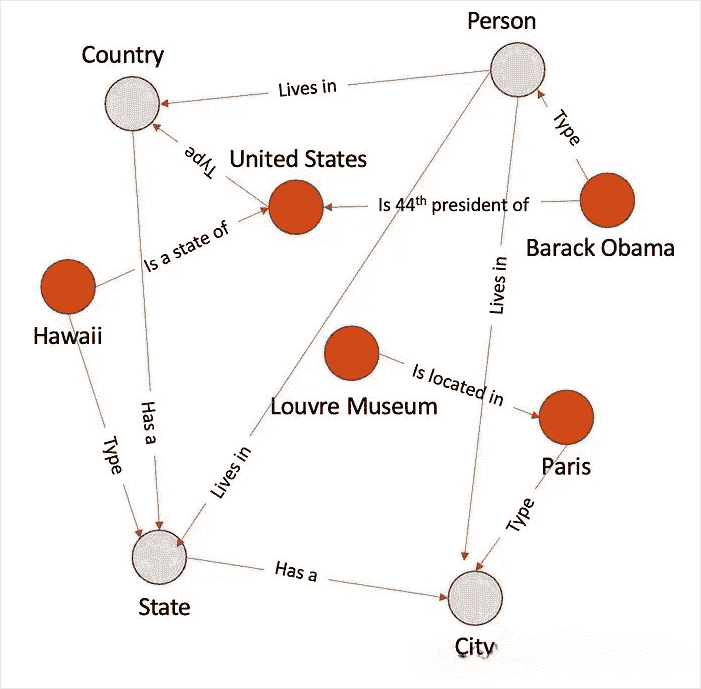 Person
Country
Lives in
Type
Type
United States
Is 44th president of
Barack Obama
Is a state of
Lives in
Hawaii
Louvre Museum
Is located in
Has a
Type
Lives in
Paris
Type
Has a
State
City